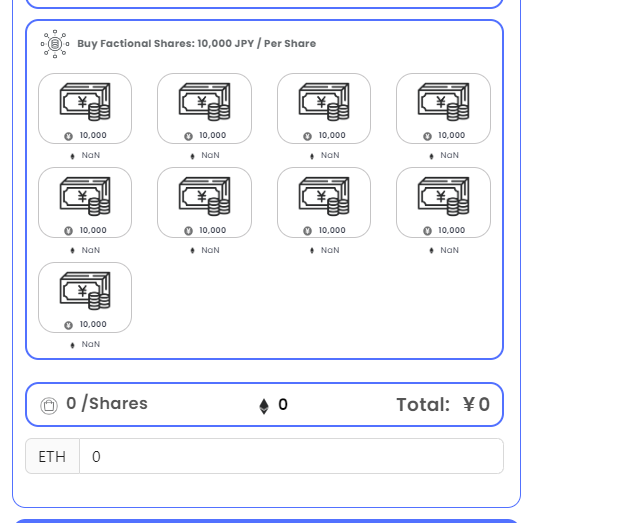 Buy Factional Shares: 10,000 JPY / Per Share
¥ 10,000 ¥ 10,000 ¥ 10,000 ¥ 10,000
NaN NaN NaN NaN
¥ 10,000 ¥ 10,000 ¥ 10,000 ¥ 10,000
NaN NaN NaN NaN
¥ 10,000
NaN
0 /Shares 0 Total: ¥0
ETH 0